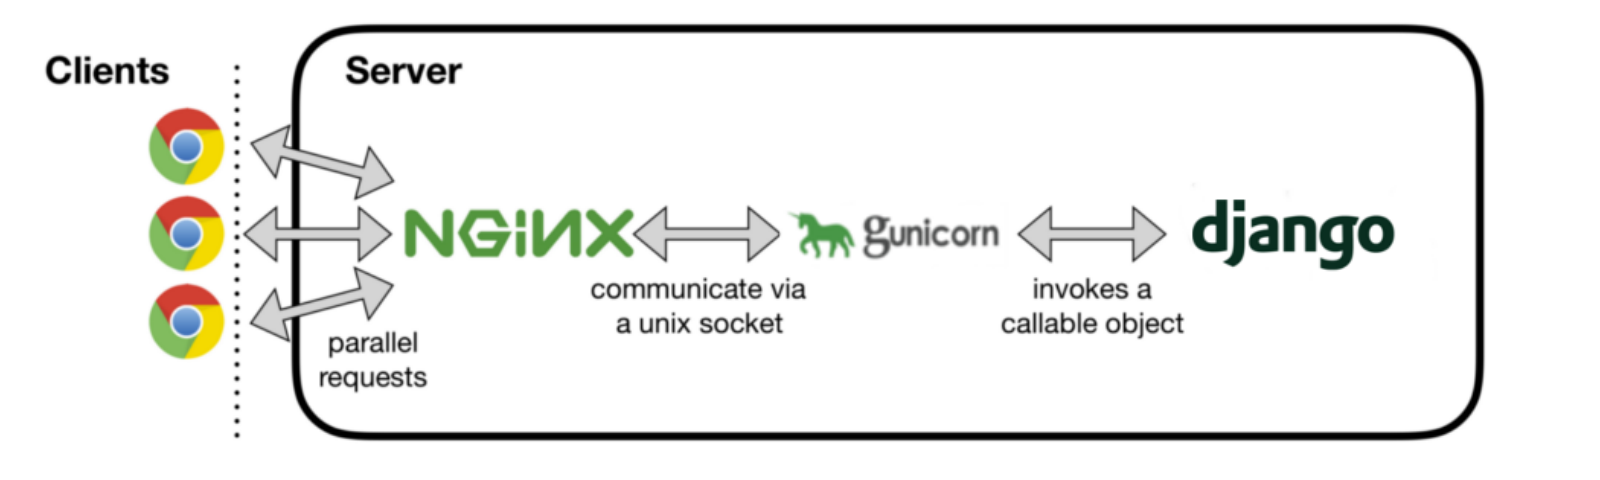 Clients
Server
NGINX
gunicorn
django
communicate via
a unix socket
invokes a
callable object
parallel
requests